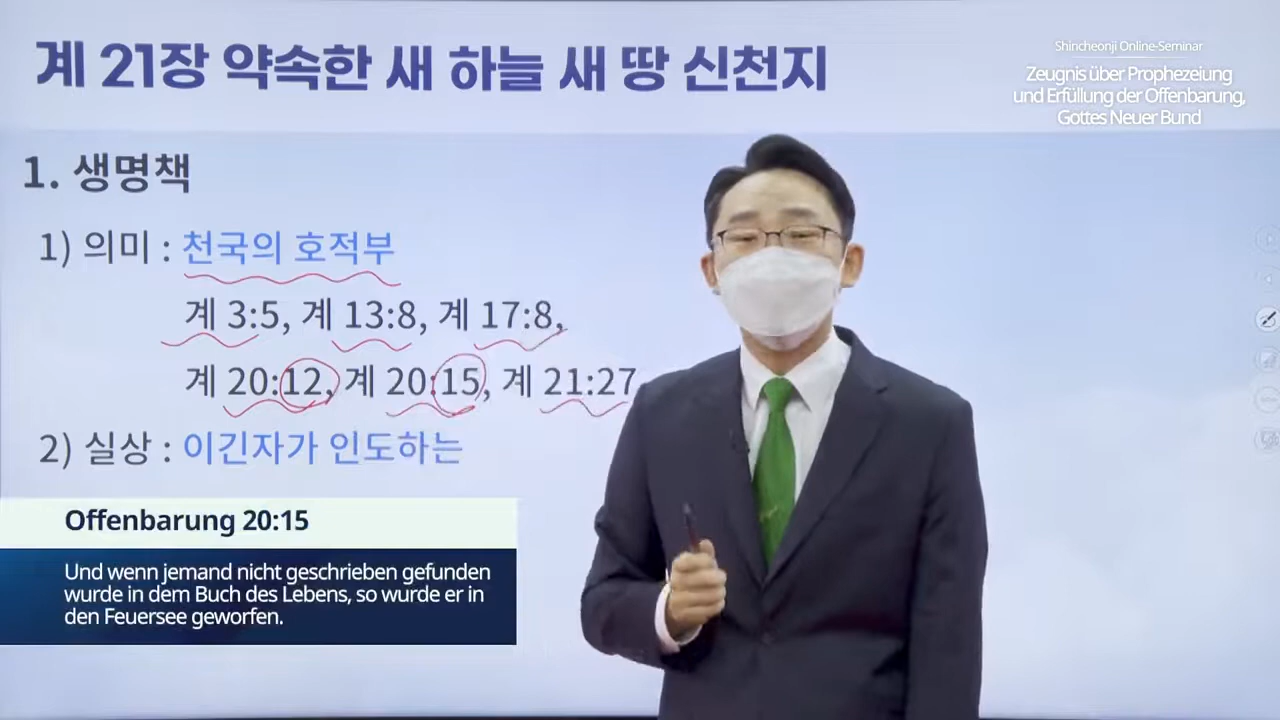 계 21장 약속한 새 하늘 새 땅 신천지
Shincheonji Online-Seminar
Zeugnis über Prophezeiung
und Erfüllung der Offenbarung,
Gottes Neuer Bund
1. 생명책
1) 의미 : 천국의 호적부
계 3:5, 계 13:8, 계 17:8,
계 20:12, 계 20:15, 계 21:27
2) 실상 : 이긴자가 인도하는
Offenbarung 20:15
Und wenn jemand nicht geschrieben gefunden
wurde in dem Buch des Lebens, so wurde er in
den Feuersee geworfen.